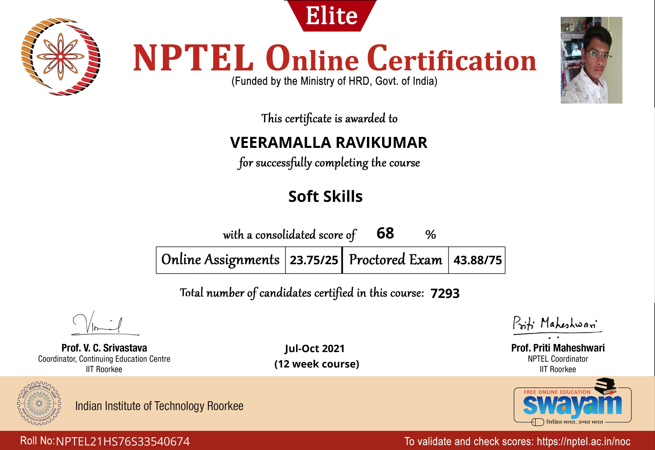 Elite
NPTEL Online Certification
(Funded by the Ministry of HRD, Govt. of India)
This certificate is awarded to
VEERAMALLA RAVIKUMAR
for successfully completing the course
Soft Skills
with a consolidated score of 68 %
Online Assignments 23.75/25 Proctored Exam 43.88/75
Total number of candidates certified in this course: 7293
Priti Maheshwari
Prof. V. C. Srivastava
Coordinator, Continuing Education Centre
IIT Roorkee
Jul-Oct 2021
(12 week course)
Prof. Priti Maheshwari
NPTEL Coordinator
IIT Roorkee
Indian Institute of Technology Roorkee
FREE ONLINE EDUCATION
swayam
शिक्षित भारत, उन्नत भारत
Roll No: NPTEL21HS76S33540674
To validate and check scores: https://nptel.ac.in/noc